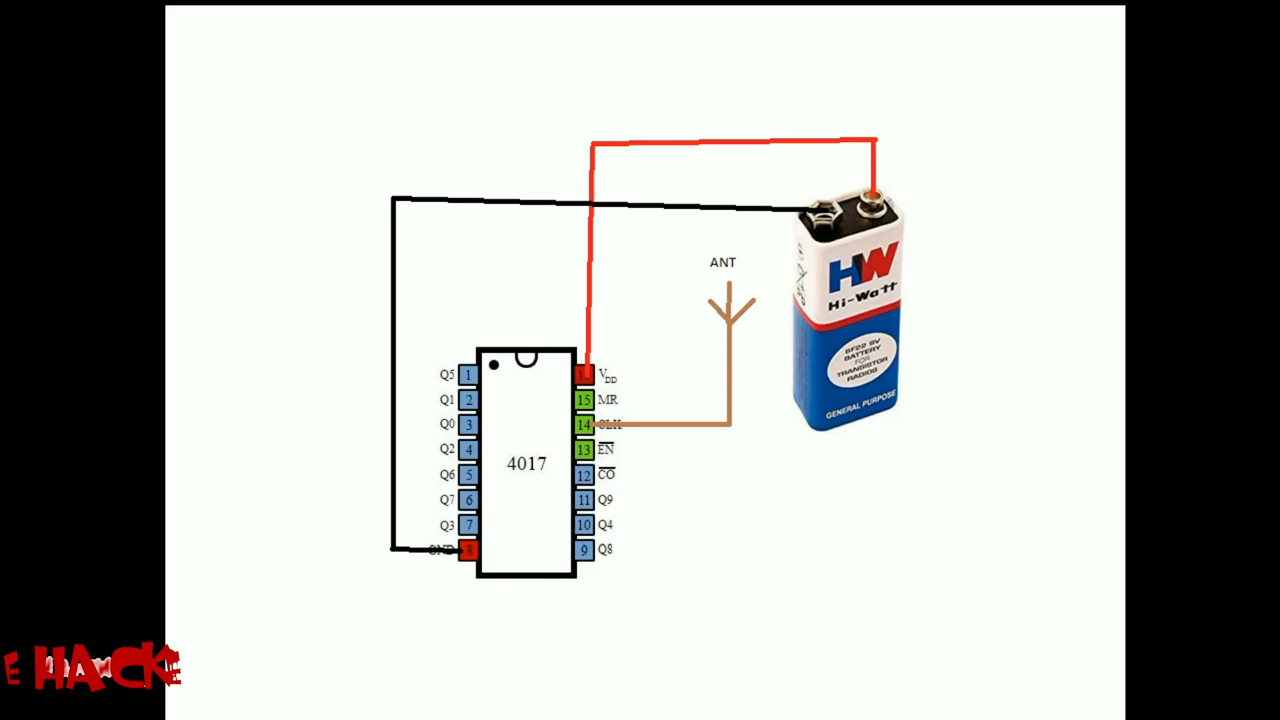 ANT
HW
Hi-Watt
6F22 9V
BATTERY
FOR
TRANSISTOR
RADIOS
GENERAL PURPOSE
Q5 1 VDD
Q1 2 15 MR
Q0 3 14 CLK
Q2 4 13 EN
4017
Q6 5 12 CO
Q7 6 11 Q9
Q3 7 10 Q4
GND 8 9 Q8
HACK